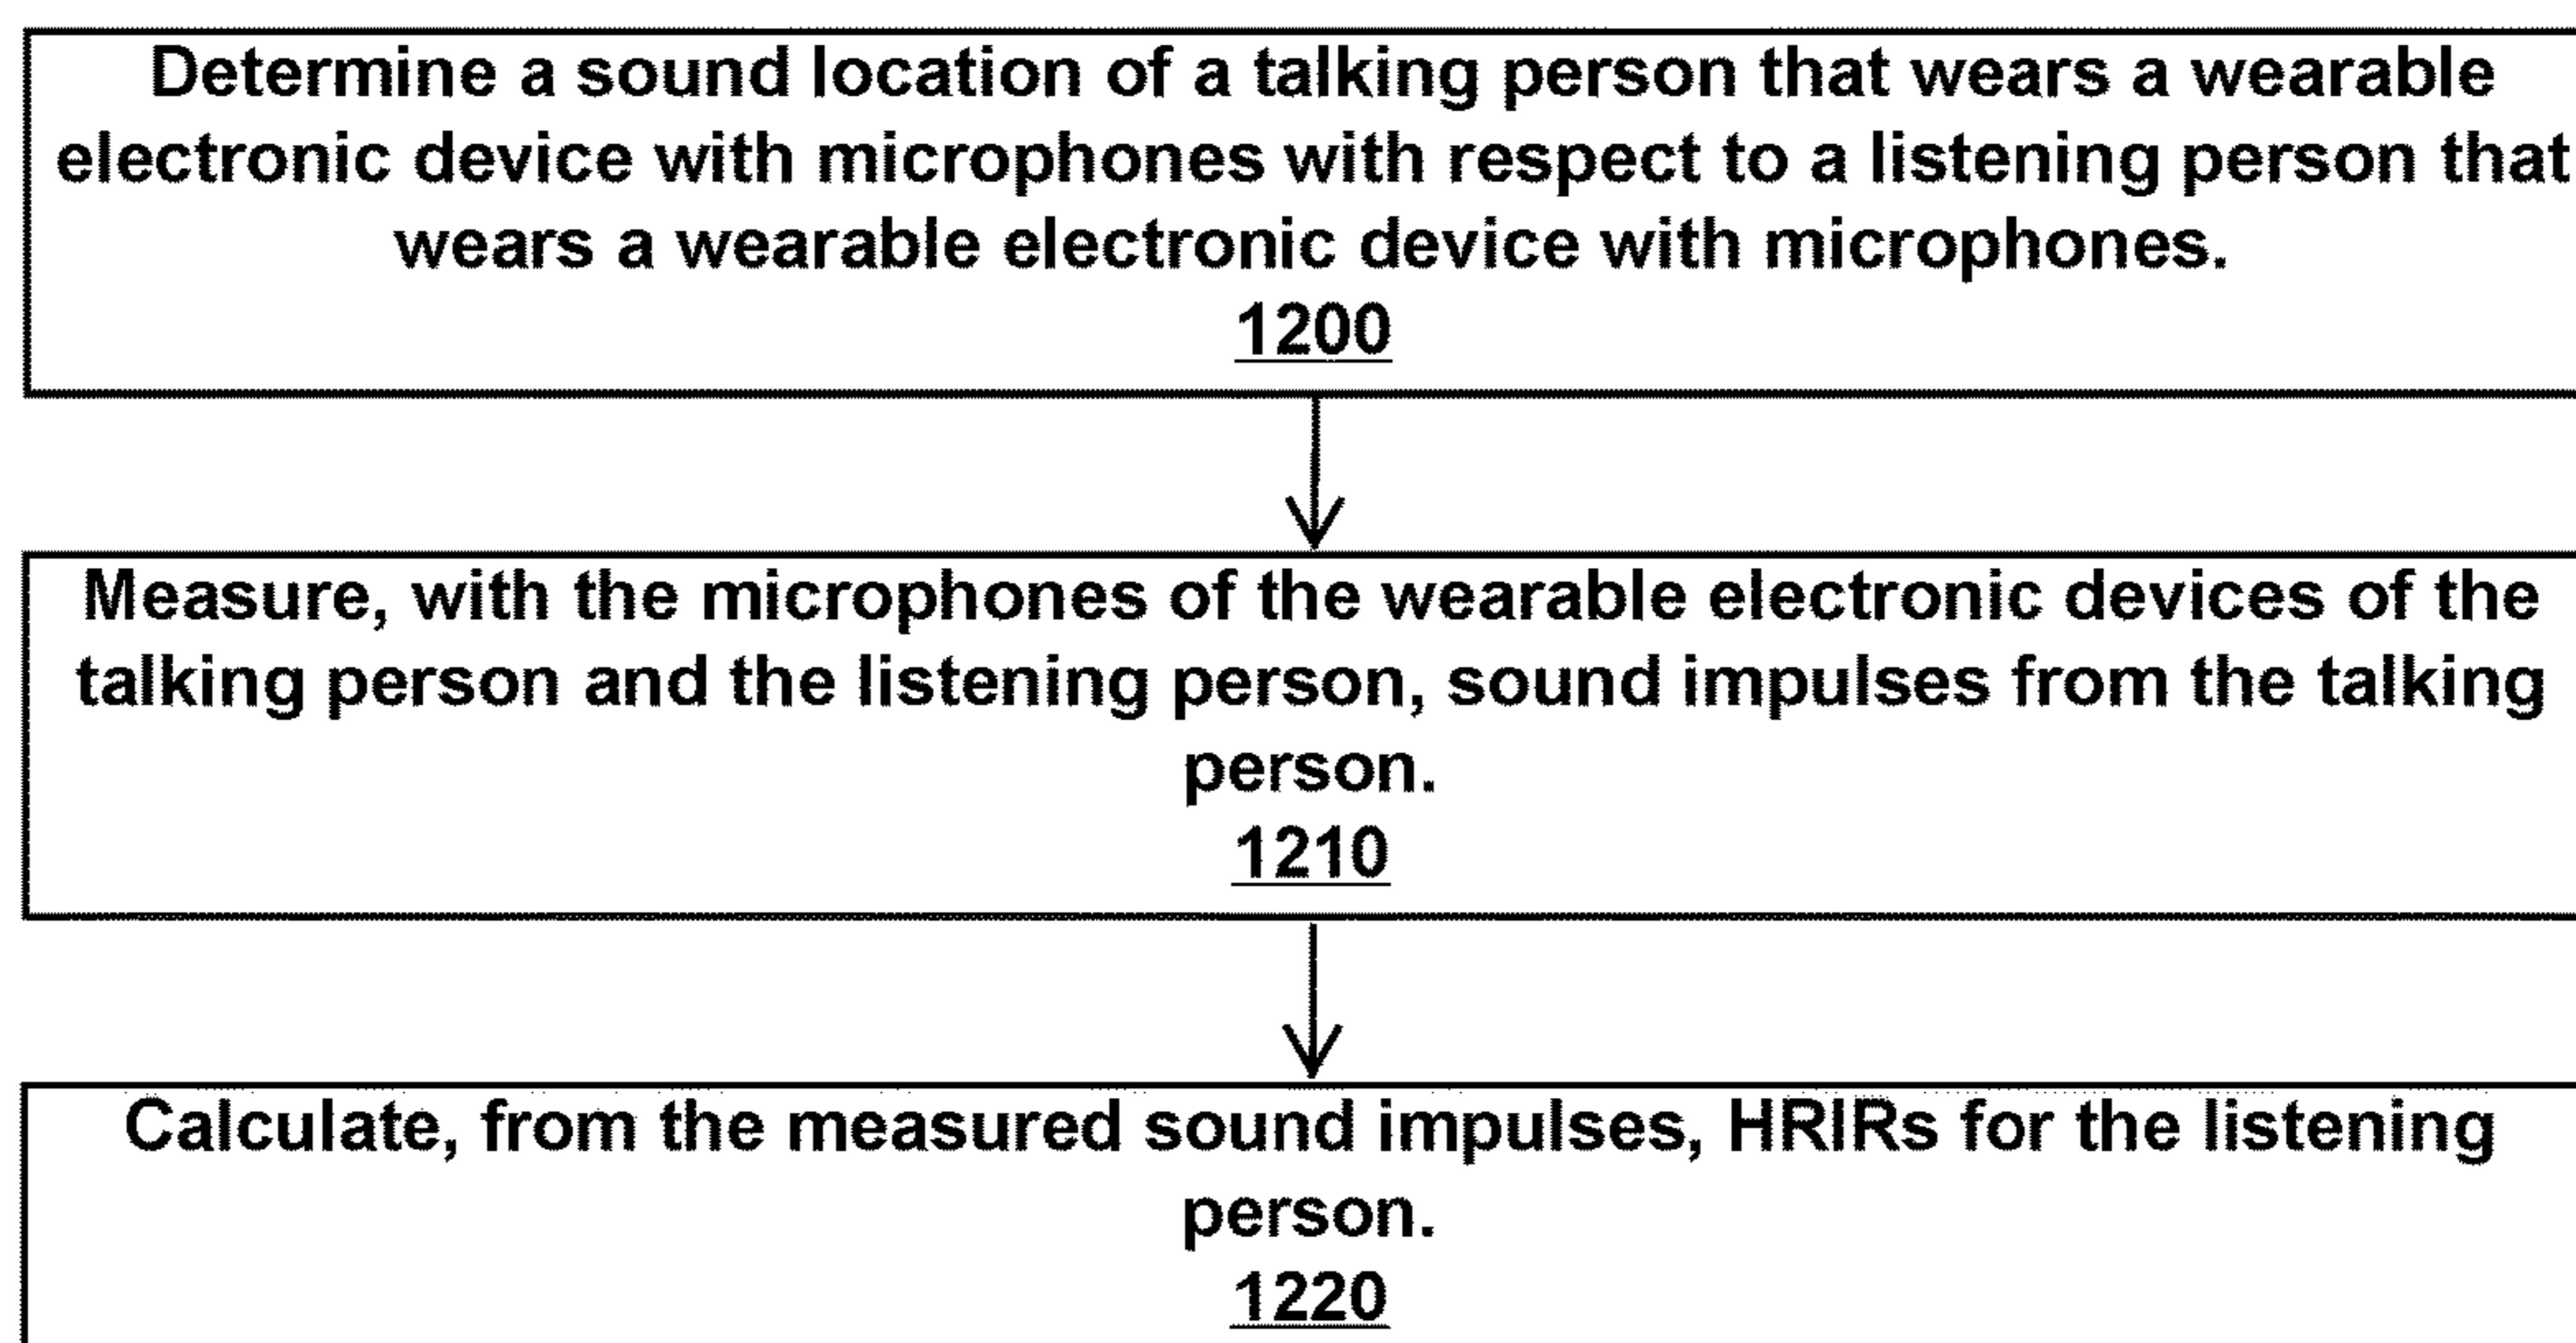 Determine a sound location of a talking person that wears a wearable
electronic device with microphones with respect to a listening person that
wears a wearable electronic device with microphones.
1200
Measure, with the microphones of the wearable electronic devices of the
talking person and the listening person, sound impulses from the talking
person.
1210
Calculate, from the measured sound impulses, HRIRs for the listening
person.
1220